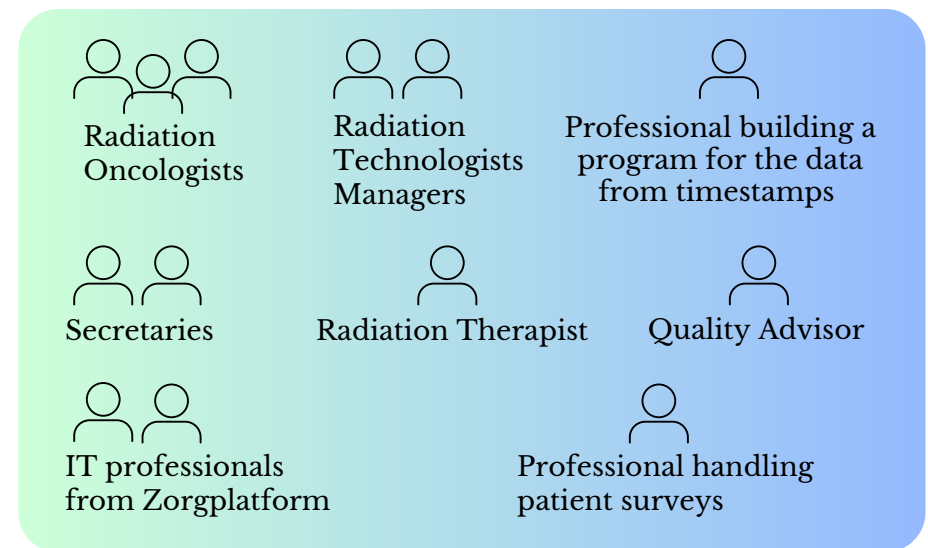 Radiation
Oncologists
Radiation
Technologists
Managers
Professional building a
program for the data
from timestamps
Secretaries
Radiation Therapist
Quality Advisor
IT professionals
from Zorgplatform
Professional handling
patient surveys